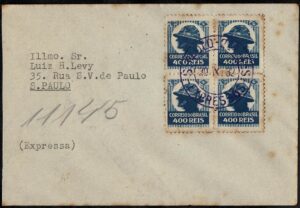 Illmo. Sr.
Luiz H.Levy
35. Rua S.V.de Paulo
S.PAULO
11145
(Expressa)
CORREIO DO BRASIL
400 REIS
CORREIO DO BRASIL
400 REIS
CORREIO DO BRASIL
400 REIS
CORREIO DO BRASIL
400 REIS